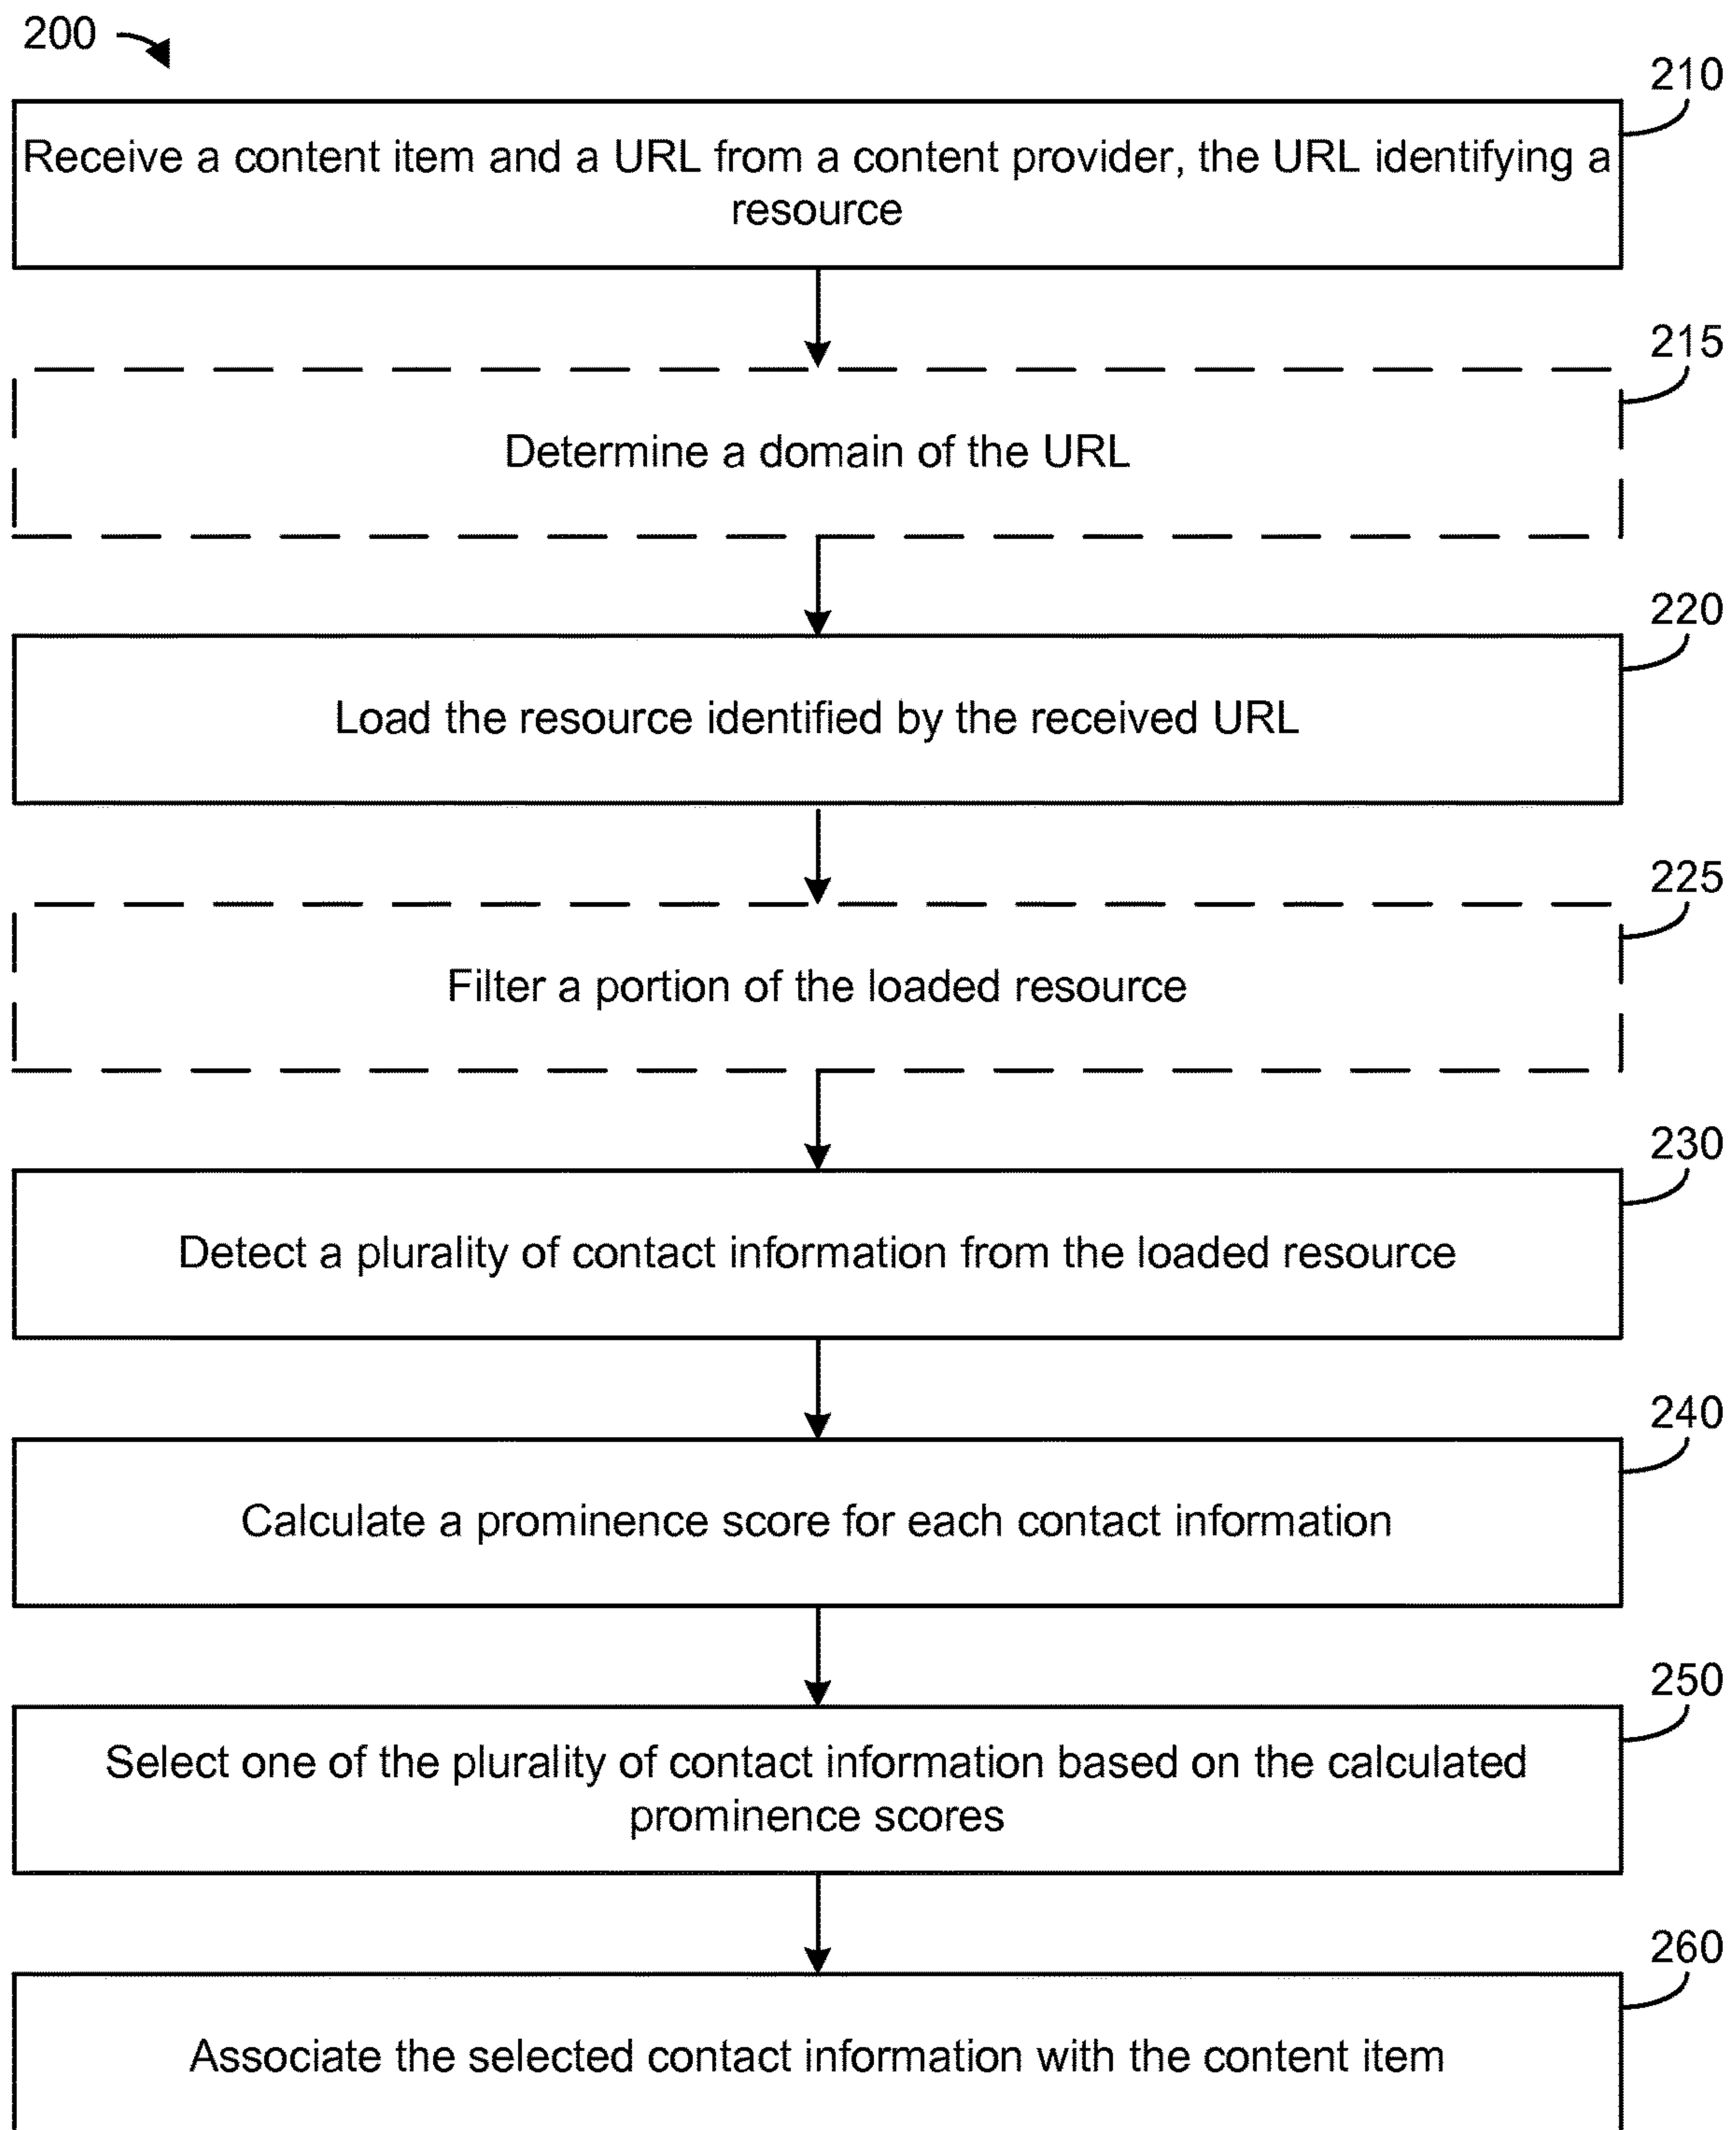 200
210
Receive a content item and a URL from a content provider, the URL identifying a
resource
215
Determine a domain of the URL
220
Load the resource identified by the received URL
225
Filter a portion of the loaded resource
230
Detect a plurality of contact information from the loaded resource
240
Calculate a prominence score for each contact information
250
Select one of the plurality of contact information based on the calculated
prominence scores
260
Associate the selected contact information with the content item